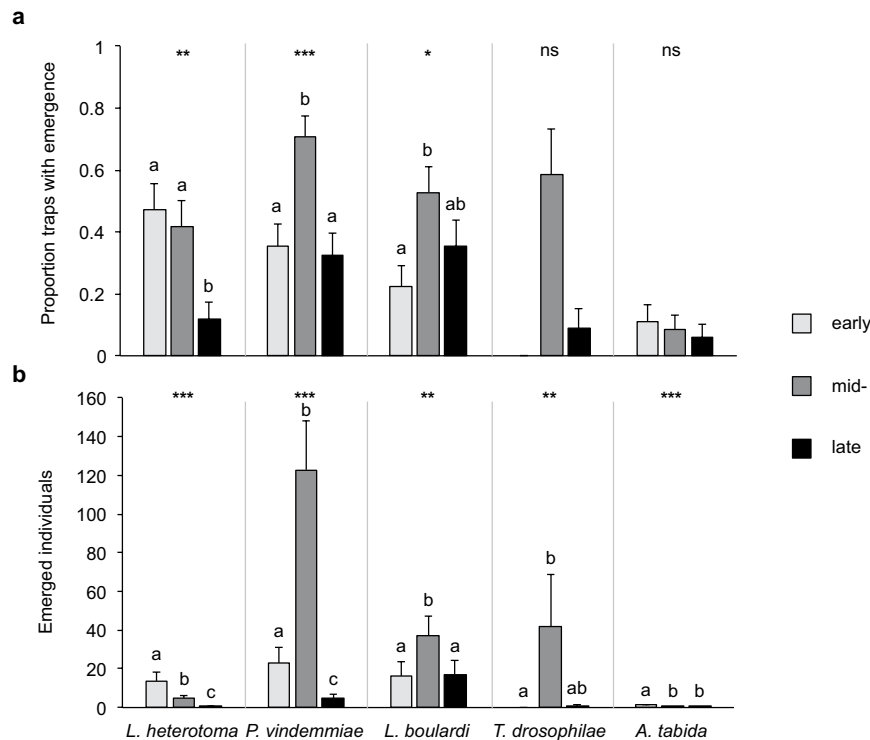 a
Proportion traps with emergence
1
0.8
0.6
0.4
0.2
0
** *** * ns ns
a a b
a b a
a b ab
early
mid-
late
b
Emerged individuals
160
140
120
100
80
60
40
20
0
*** *** ** ** ***
a b c
a b c
a b a
a b ab
a b b
L. heterotoma P. vindemmiae L. boulardi T. drosophilae A. tabida